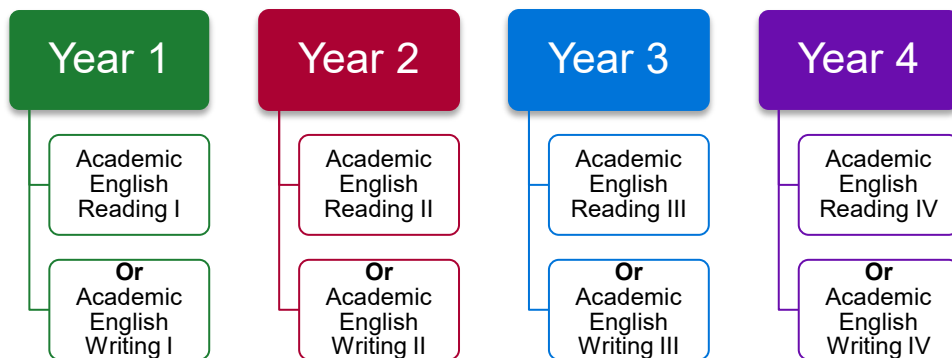 Year 1
Academic
English
Reading I
Or
Academic
English
Writing I
Year 2
Academic
English
Reading II
Or
Academic
English
Writing II
Year 3
Academic
English
Reading III
Or
Academic
English
Writing III
Year 4
Academic
English
Reading IV
Or
Academic
English
Writing IV